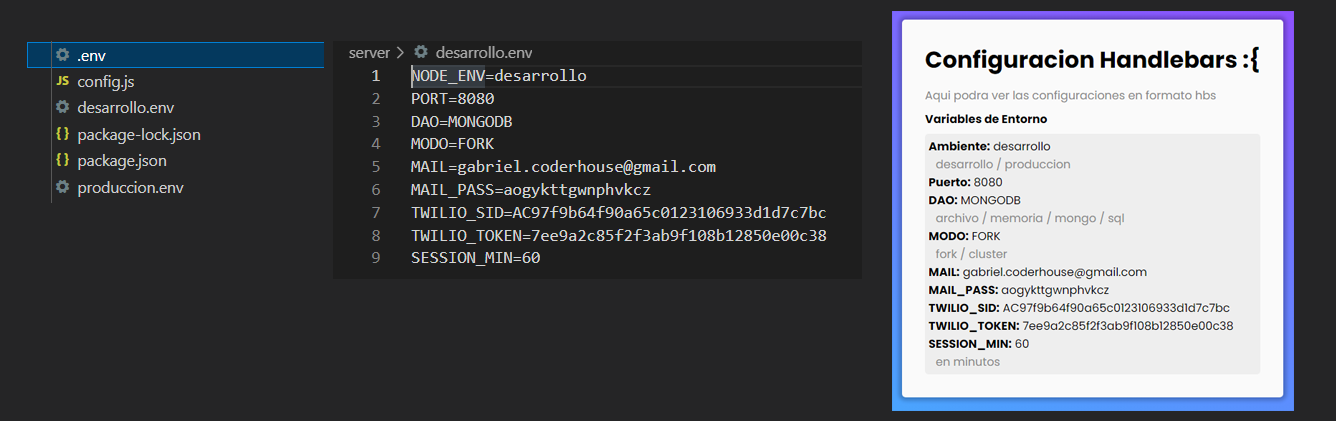 .env
JS config.js
desarrollo.env
{} package-lock.json
{} package.json
produccion.env
server > desarrollo.env
1 NODE_ENV=desarrollo
2 PORT=8080
3 DAO=MONGODB
4 MODO=FORK
5 MAIL=gabriel.coderhouse@gmail.com
6 MAIL_PASS=aogykttgwnphvkcz
7 TWILIO_SID=AC97f9b64f90a65c0123106933d1d7c7bc
8 TWILIO_TOKEN=7ee9a2c85f2f3ab9f108b12850e00c38
9 SESSION_MIN=60
Configuracion Handlebars :{
Aqui podra ver las configuraciones en formato hbs
Variables de Entorno
Ambiente: desarrollo
desarrollo / produccion
Puerto: 8080
DAO: MONGODB
archivo / memoria / mongo / sql
MODO: FORK
fork / cluster
MAIL: gabriel.coderhouse@gmail.com
MAIL_PASS: aogykttgwnphvkcz
TWILIO_SID: AC97f9b64f90a65c0123106933d1d7c7bc
TWILIO_TOKEN: 7ee9a2c85f2f3ab9f108b12850e00c38
SESSION_MIN: 60
en minutos